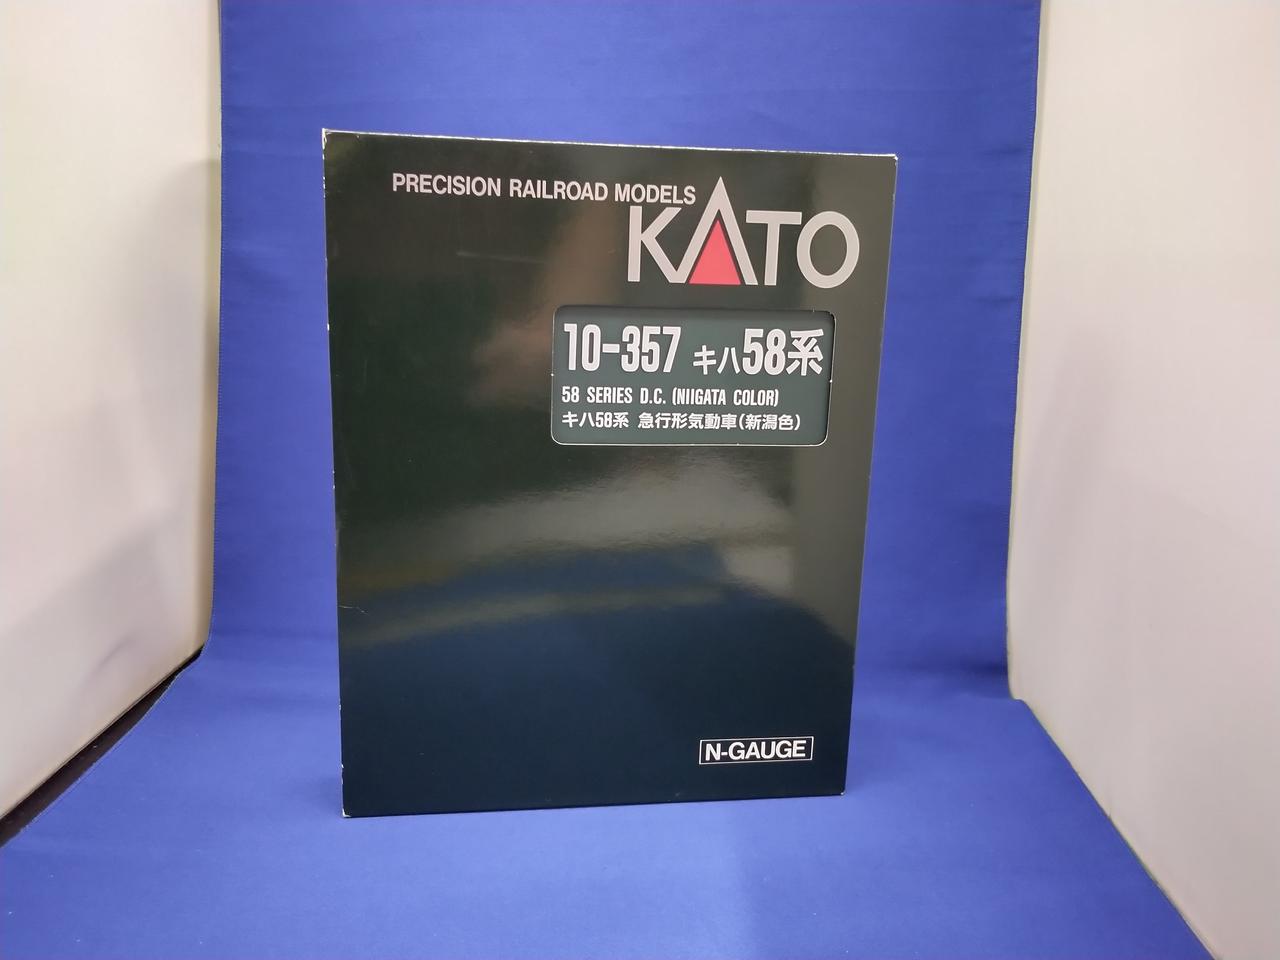 PRECISION RAILROAD MODELS
KATO
10-357 キハ58系
58 SERIES D.C. (NIIGATA COLOR)
キハ58系 急行形気動車(新潟色)
N-GAUGE